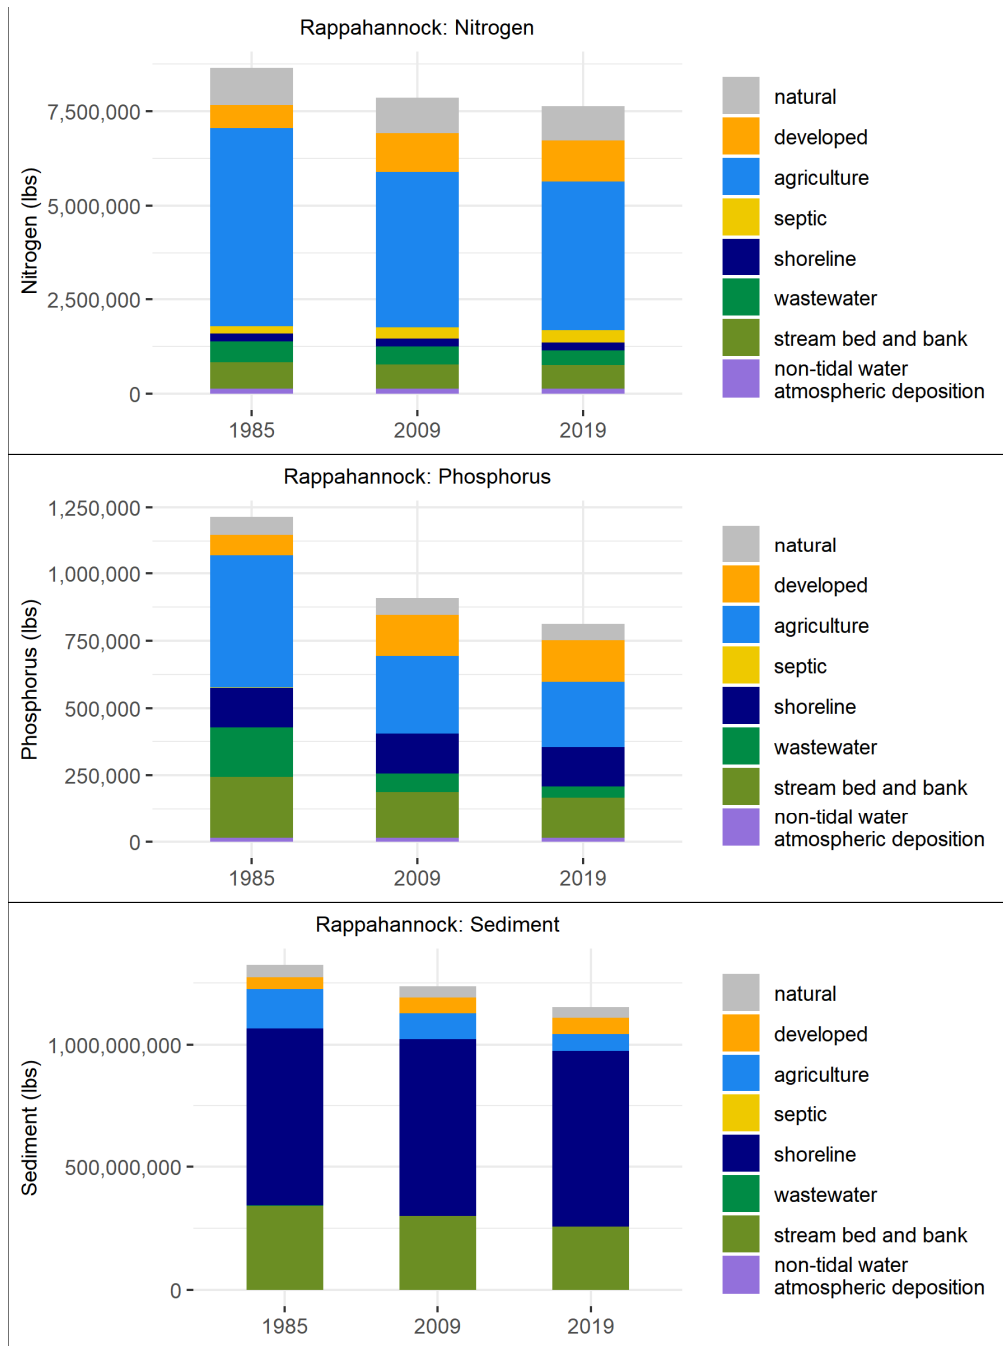 Rappahannock: Nitrogen
Nitrogen (lbs)
7,500,000
5,000,000
2,500,000
0
1985
2009
2019
natural
developed
agriculture
septic
shoreline
wastewater
stream bed and bank
non-tidal water
atmospheric deposition
Rappahannock: Phosphorus
Phosphorus (lbs)
1,250,000
1,000,000
750,000
500,000
250,000
0
1985
2009
2019
natural
developed
agriculture
septic
shoreline
wastewater
stream bed and bank
non-tidal water
atmospheric deposition
Rappahannock: Sediment
Sediment (lbs)
1,000,000,000
500,000,000
0
1985
2009
2019
natural
developed
agriculture
septic
shoreline
wastewater
stream bed and bank
non-tidal water
atmospheric deposition